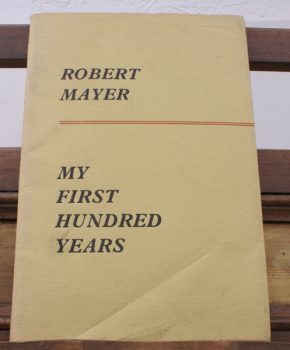 ROBERT
MAYER
MY
FIRST
HUNDRED
YEARS